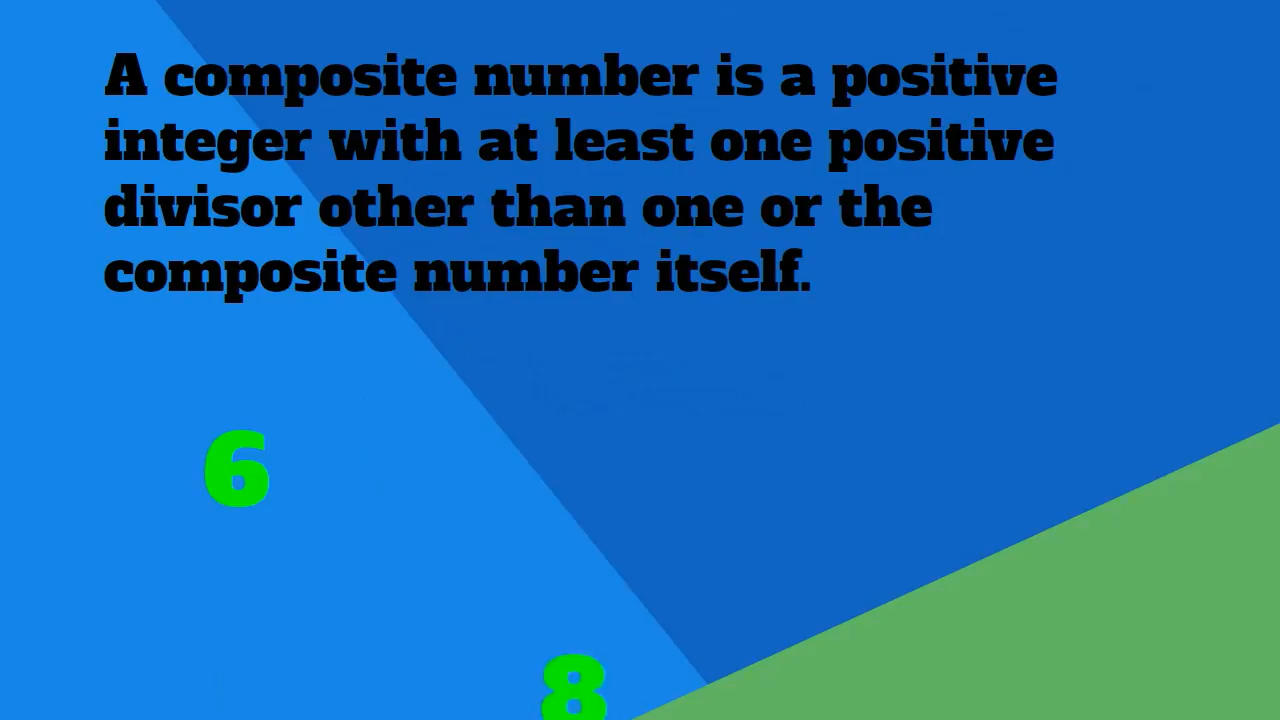 A composite number is a positive
integer with at least one positive
divisor other than one or the
composite number itself.
6
8